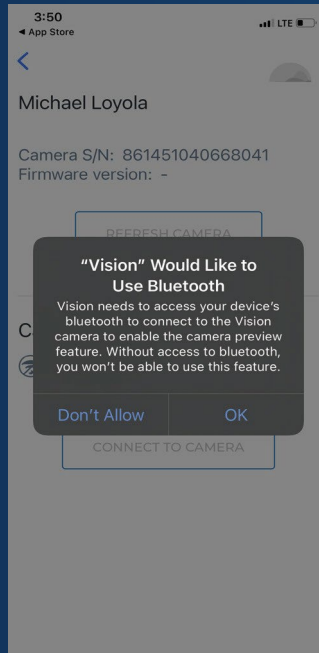 3:50
LTE
◄ App Store
Michael Loyola
Camera S/N: 861451040668041
Firmware version: -
REFRESH CAMERA
"Vision" Would Like to
Use Bluetooth
Vision needs to access your device's
bluetooth to connect to the Vision
camera to enable the camera preview
feature. Without access to bluetooth,
you won't be able to use this feature.
C
Don't Allow OK
CONNECT TO CAMERA